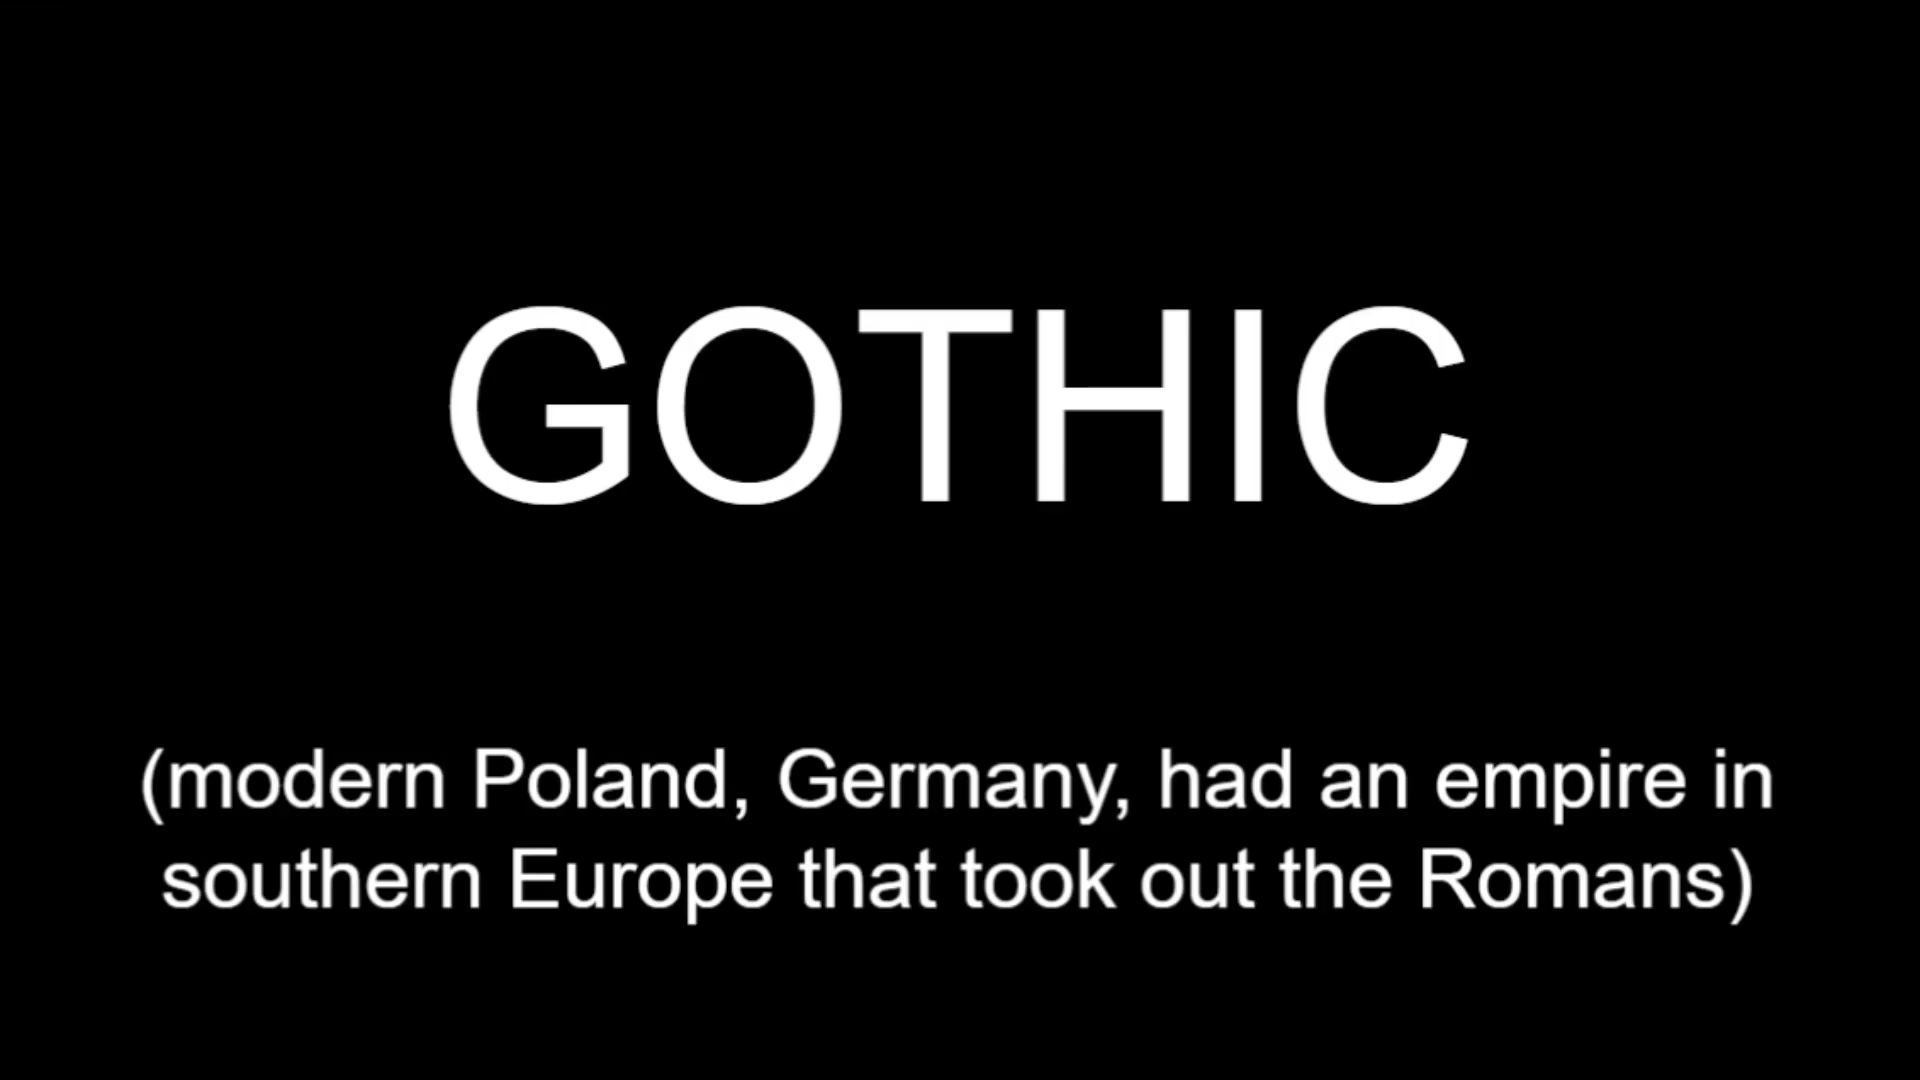 GOTHIC
(modern Poland, Germany, had an empire in
southern Europe that took out the Romans)